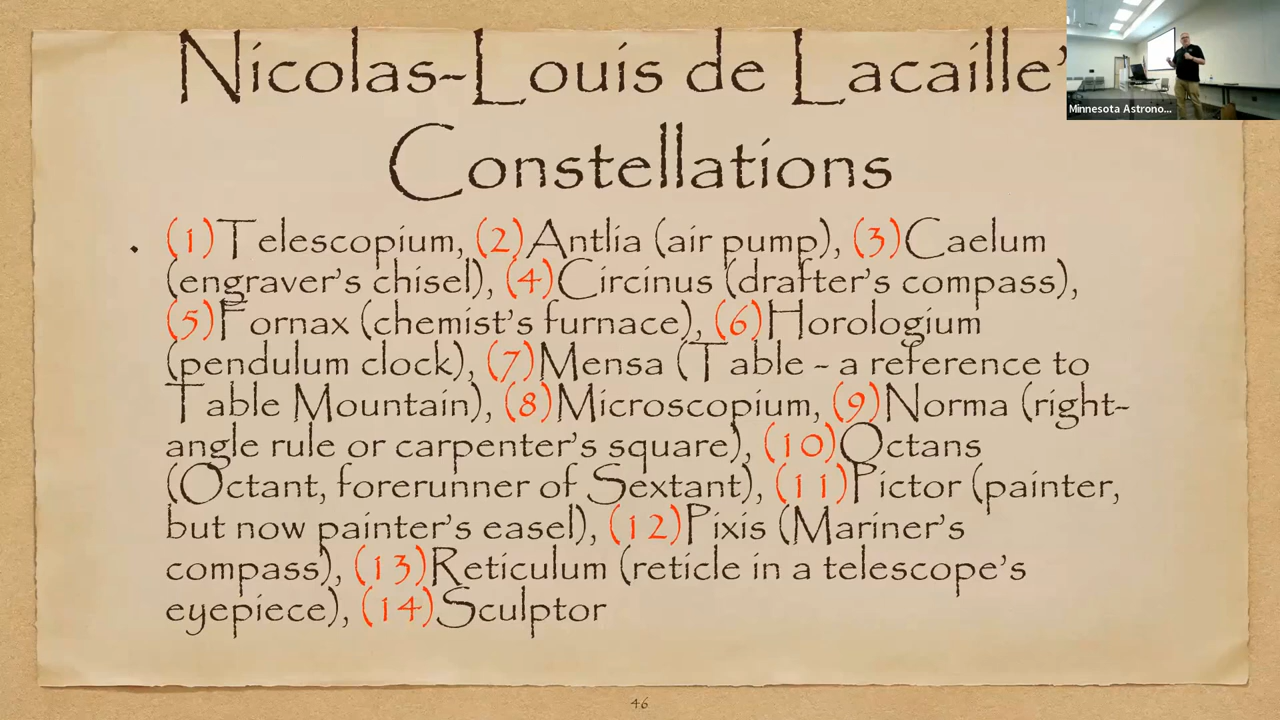 Nicolas-Louis de Lacaille'
Constellations
Minnesota Astrono...
• (1)Telescopium, (2)Antlia (air pump), (3)Caelum
(engraver's chisel), (4)Circinus (drafter's compass),
(5)Fornax (chemist's furnace), (6)Horologium
(pendulum clock), (7)Mensa (Table - a reference to
Table Mountain), (8)Microscopium, (9)Norma (right-
angle rule or carpenter's square), (10)Octans
(Octant, forerunner of Sextant), (11)Pictor (painter,
but now painter's easel), (12)Pixis (Mariner's
compass), (13)Reticulum (reticle in a telescope's
eyepiece), (14)Sculptor
46